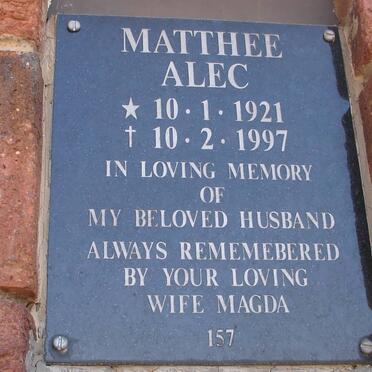 MATTHEE
ALEC
★ 10·1·1921
† 10·2·1997
IN LOVING MEMORY
OF
MY BELOVED HUSBAND
ALWAYS REMEMEBERED
BY YOUR LOVING
WIFE MAGDA
157